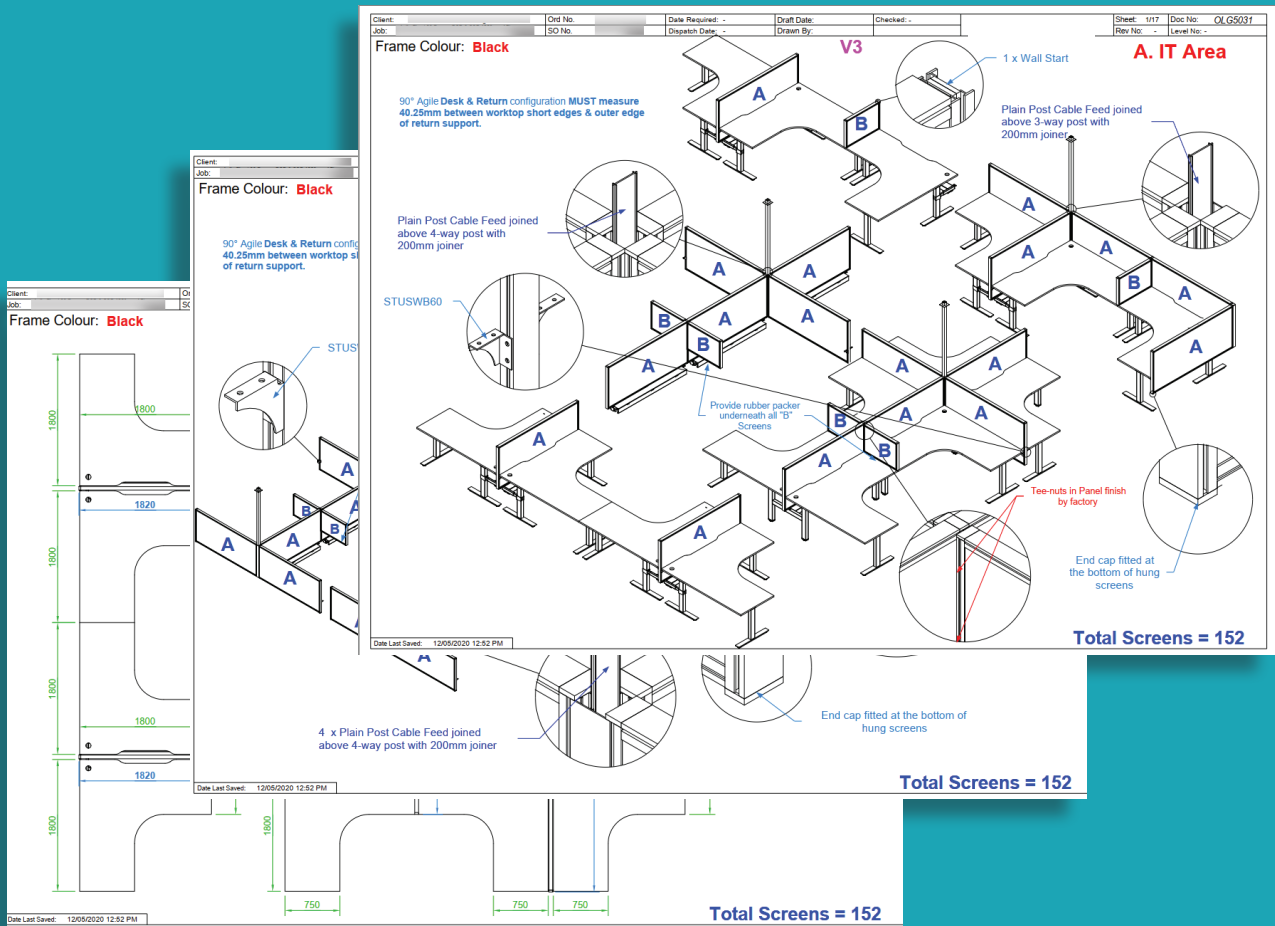 Client:
Ord No.
Date Required: -
Draft Date:
Checked: -
Sheet: 1/17
Doc No: OLG5031
Job:
SO No.
Dispatch Date: -
Drawn By:
Rev No: -
Level No: -
Frame Colour: Black
V3
A. IT Area
90° Agile Desk & Return configuration MUST measure
40.25mm between worktop short edges & outer edge
of return support.
1 x Wall Start
Plain Post Cable Feed joined
above 3-way post with
200mm joiner
Plain Post Cable Feed joined
above 4-way post with
200mm joiner
STUSWB60
A
B
A
A
A
B
A
A
A
A
A
A
B
A
B
A
A
A
A
A
B
B
A
A
A
Provide rubber packer
underneath all "B"
Screens
Tee-nuts in Panel finish
by factory
End cap fitted at
the bottom of hung
screens
Date Last Saved: 12/05/2020 12:52 PM
Total Screens = 152
Client:
Job:
Frame Colour: Black
90° Agile Desk & Return
40.25mm between worktop
of return support.
A
B
A
B
A
A
A
A
A
4 x Plain Post Cable Feed joined
above 4-way post with 200mm joiner
End cap fitted at the bottom of
hung screens
Date Last Saved: 12/05/2020 12:52 PM
Total Screens = 152
Client:
Job:
Frame Colour: Black
1800
1800
1820
1800
1800
1800
1820
1800
1800
750
750
750
Date Last Saved: 12/05/2020 12:52 PM
Total Screens = 152